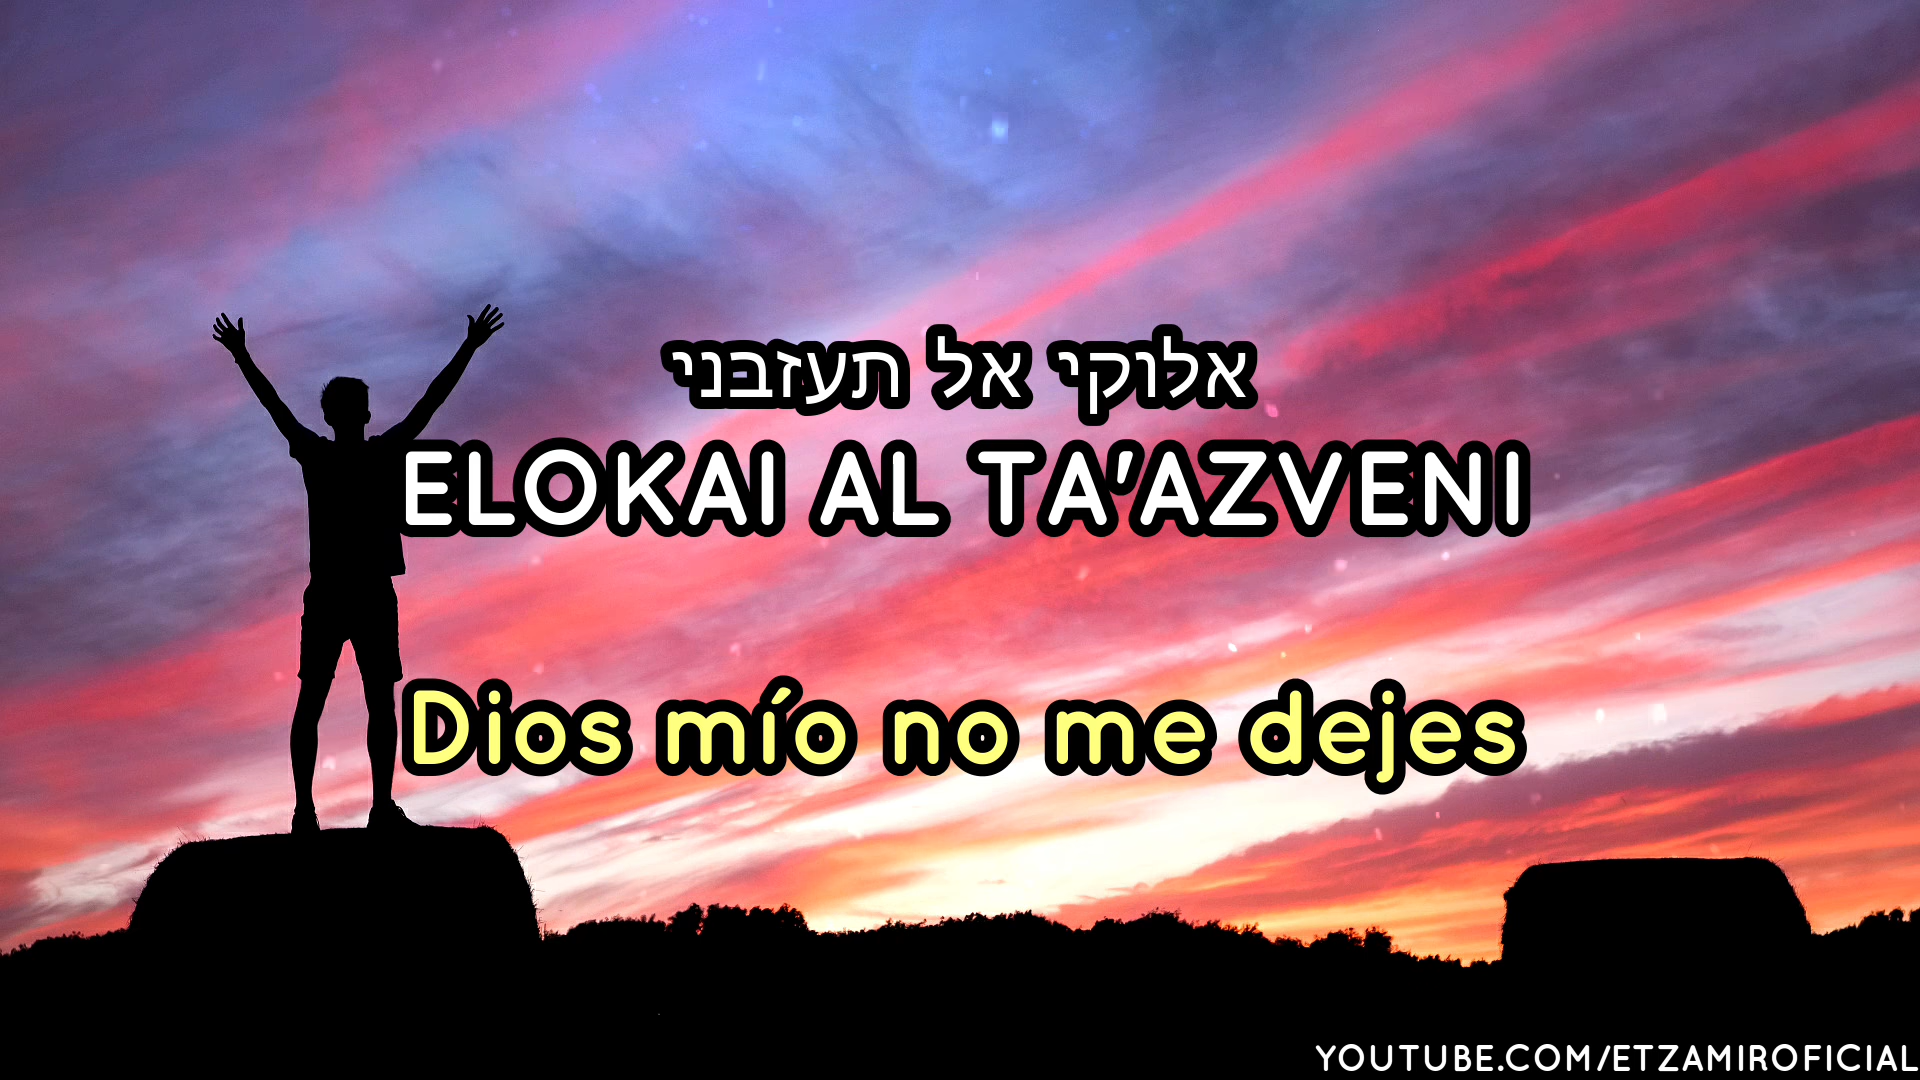 אלוקי אל תעזבני
ELOKAI AL TA'AZVENI
Dios mío no me dejes
YOUTUBE.COM/ETZAMIROFICIAL